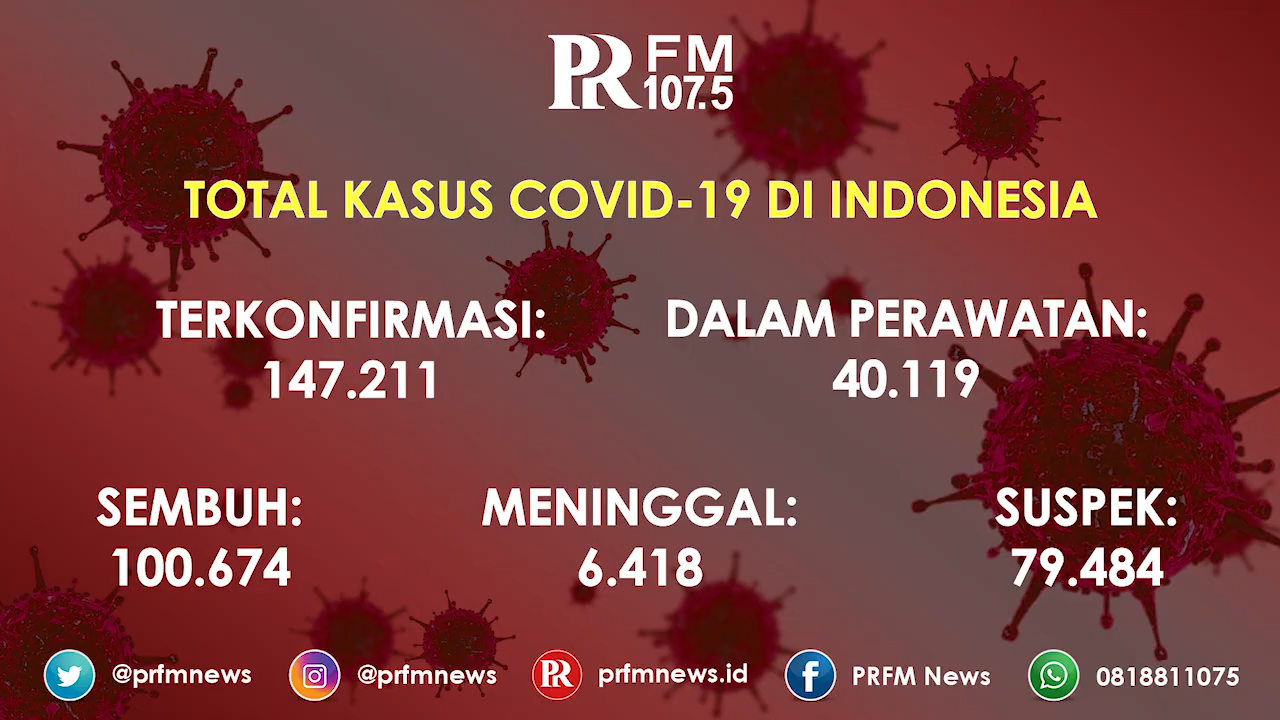 PR FM
107.5
TOTAL KASUS COVID-19 DI INDONESIA
TERKONFIRMASI:
147.211
DALAM PERAWATAN:
40.119
SEMBUH:
100.674
MENINGGAL:
6.418
SUSPEK:
79.484
@prfmnews
@prfmnews
PR
prfmnews.id
PRFM News
0818811075